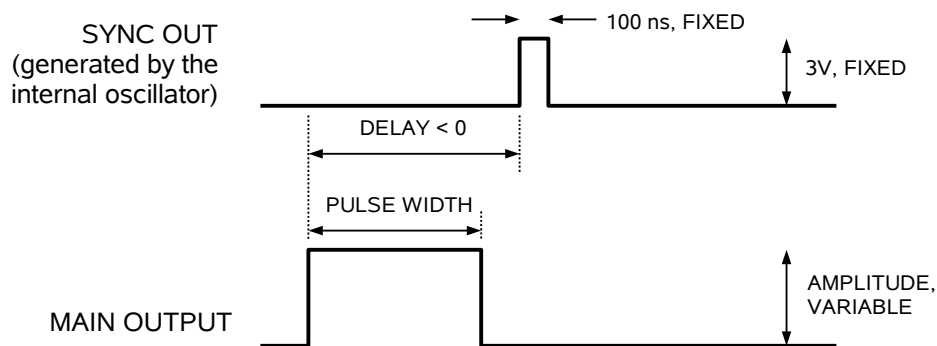 SYNC OUT
(generated by the
internal oscillator)
100 ns, FIXED
3V, FIXED
DELAY < 0
PULSE WIDTH
MAIN OUTPUT
AMPLITUDE,
VARIABLE